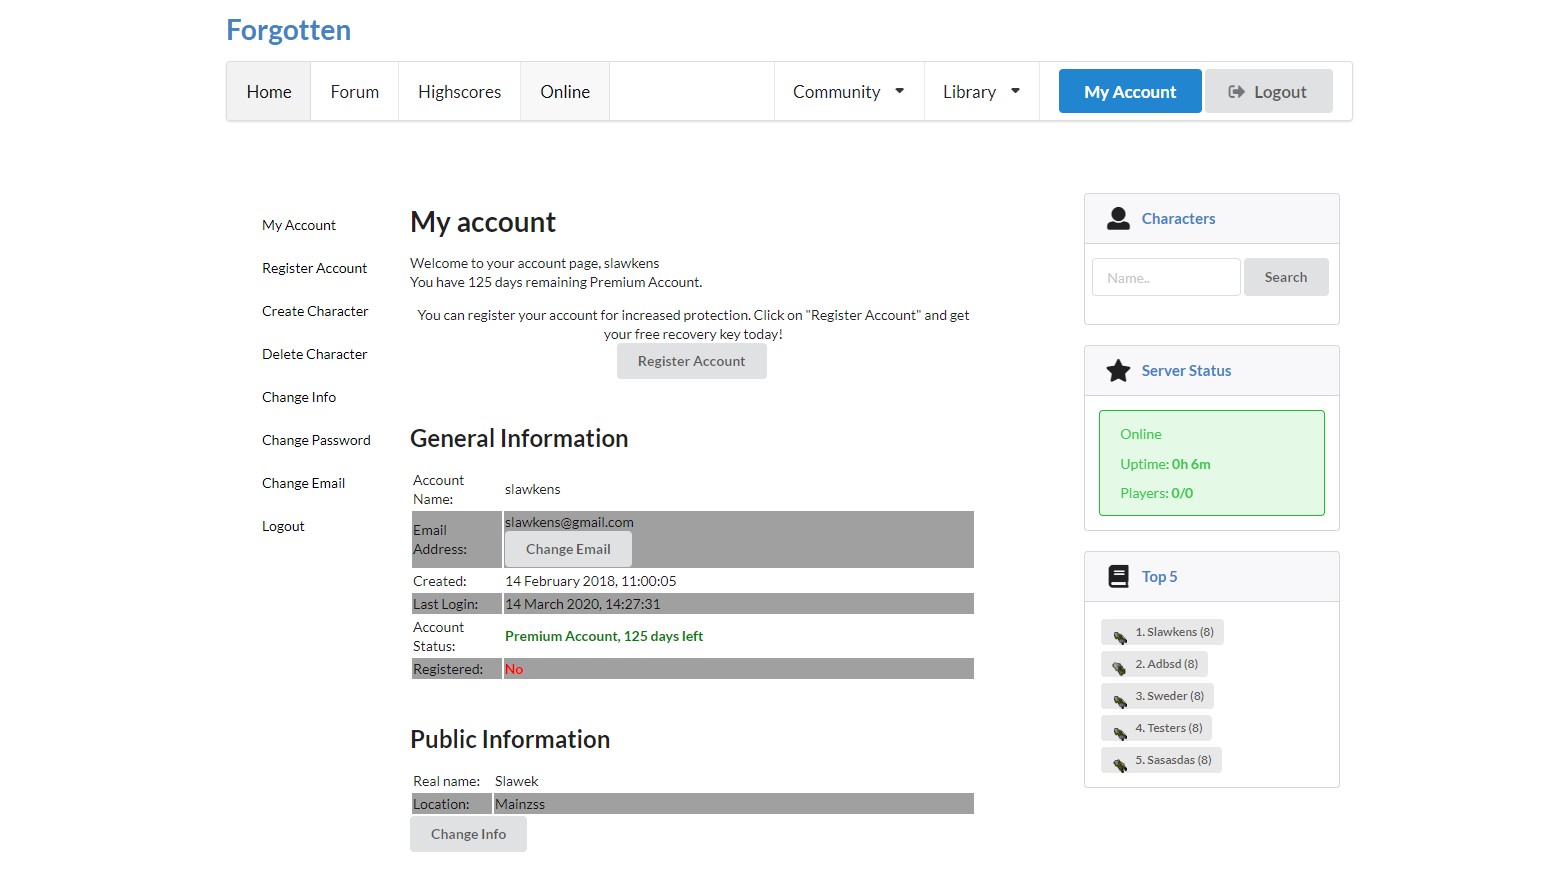 Forgotten
Home
Forum
Highscores
Online
Community
Library
My Account
Logout
My Account
Register Account
Create Character
Delete Character
Change Info
Change Password
Change Email
Logout
My account
Welcome to your account page, slawkens
You have 125 days remaining Premium Account.
You can register your account for increased protection. Click on "Register Account" and get
your free recovery key today!
Register Account
General Information
Account
Name:
slawkens
Email
Address:
slawkens@gmail.com
Change Email
Created: 14 February 2018, 11:00:05
Last Login: 14 March 2020, 14:27:31
Account
Status:
Premium Account, 125 days left
Registered: No
Public Information
Real name: Slawek
Location: Mainzss
Change Info
Characters
Name..
Search
Server Status
Online
Uptime: 0h 6m
Players: 0/0
Top 5
1. Slawkens (8)
2. Adbsd (8)
3. Sweder (8)
4. Testers (8)
5. Sasasdas (8)